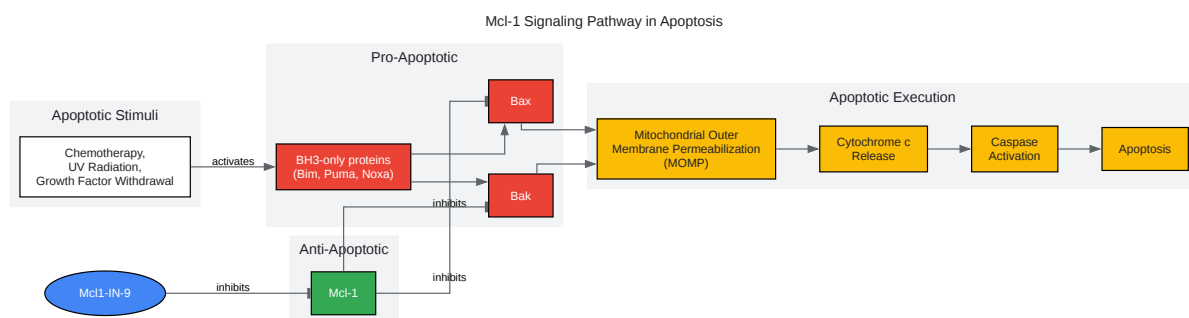 Mcl-1 Signaling Pathway in Apoptosis
Apoptotic Stimuli
Chemotherapy,
UV Radiation,
Growth Factor Withdrawal
activates
Pro-Apoptotic
BH3-only proteins
(Bim, Puma, Noxa)
Bax
Bak
inhibits
Anti-Apoptotic
Mcl-1
inhibits
Mcl1-IN-9
inhibits
Apoptotic Execution
Mitochondrial Outer
Membrane Permeabilization
(MOMP)
Cytochrome c
Release
Caspase
Activation
Apoptosis